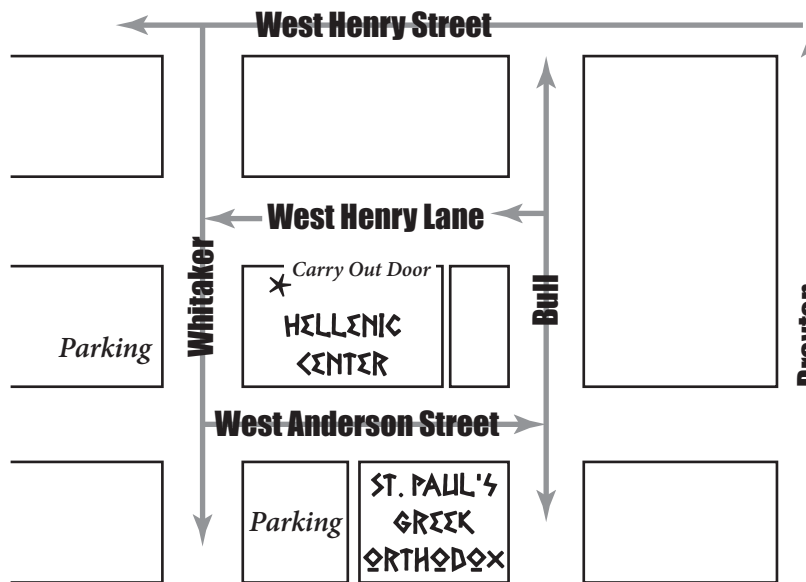 West Henry Street
West Henry Lane
Whitaker
Carry Out Door
HELLENIC
CENTER
Bull
Parking
West Anderson Street
Parking
ST. PAUL'S
GREEK
ORTHODOX